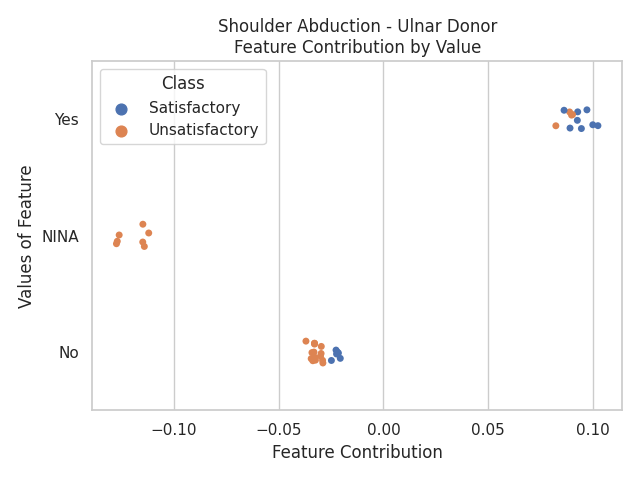 Shoulder Abduction - Ulnar Donor
Feature Contribution by Value
Class
Satisfactory
Unsatisfactory
Values of Feature
Yes
NINA
No
−0.10
−0.05
0.00
0.05
0.10
Feature Contribution